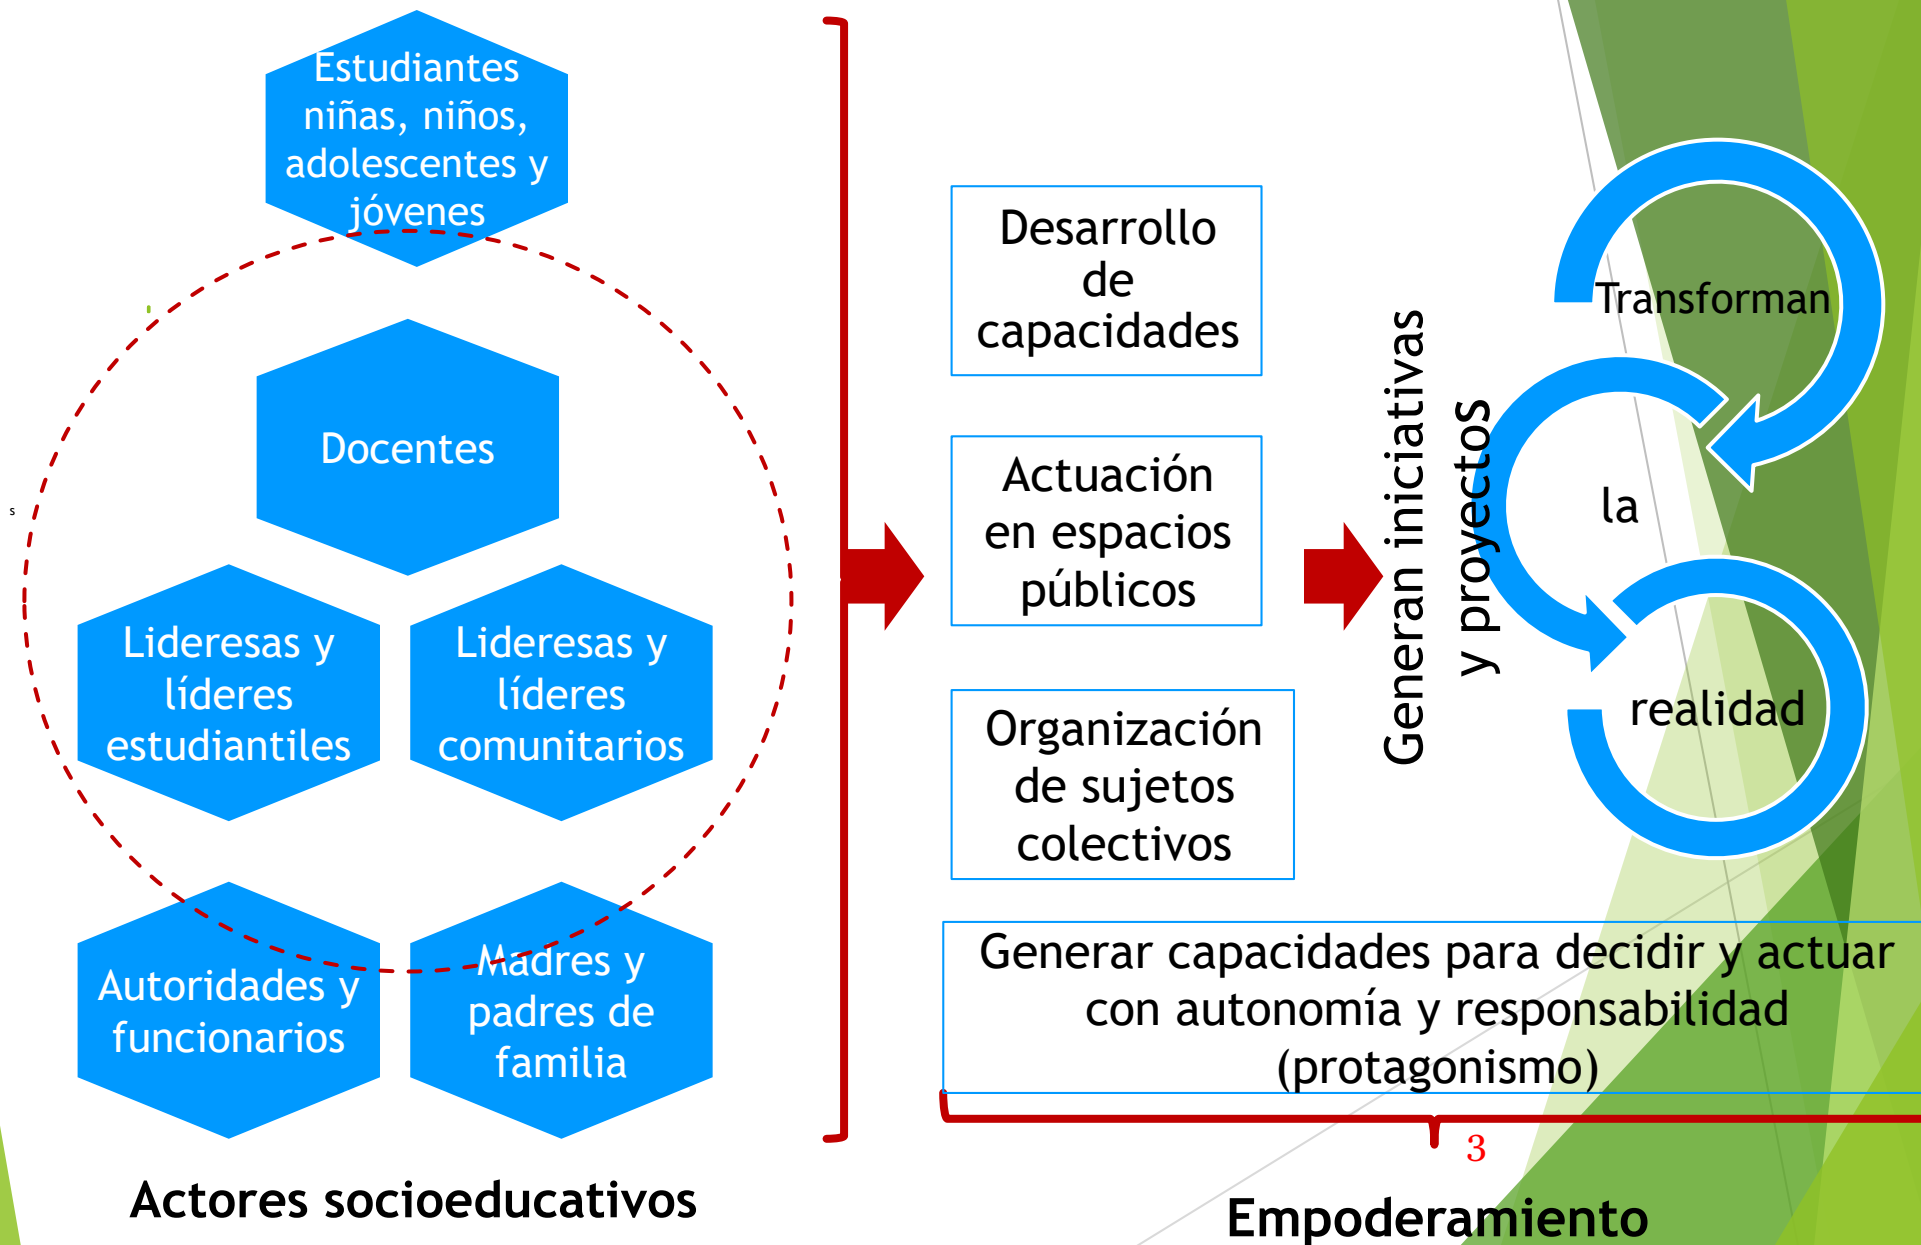 Estudiantes
niñas, niños,
adolescentes y
jóvenes
Docentes
s
Lideresas y
líderes
estudiantiles
Lideresas y
líderes
comunitarios
Autoridades y
funcionarios
Madres y
padres de
familia
Actores socioeducativos
Desarrollo
de
capacidades
Actuación
en espacios
públicos
Organización
de sujetos
colectivos
Generan iniciativas
y proyectos
Transforman
la
realidad
Generar capacidades para decidir y actuar
con autonomía y responsabilidad
(protagonismo)
3
Empoderamiento